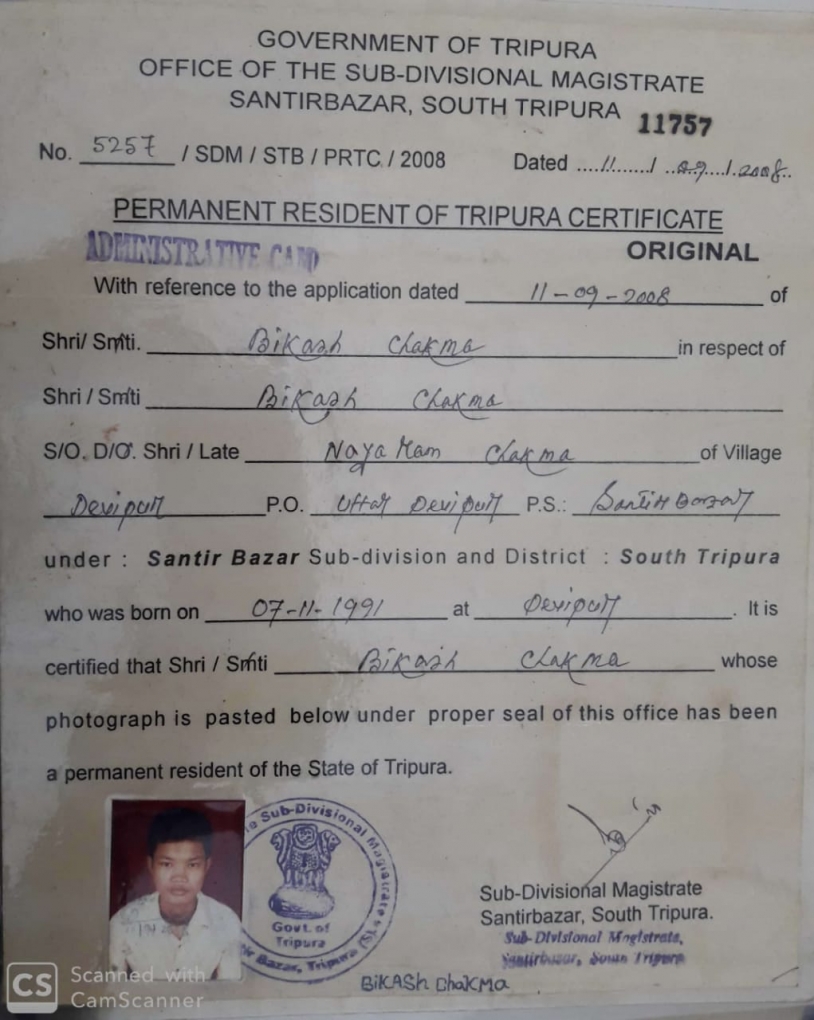 GOVERNMENT OF TRIPURA
OFFICE OF THE SUB-DIVISIONAL MAGISTRATE
SANTIRBAZAR, SOUTH TRIPURA 11757
No. 5257 / SDM / STB / PRTC / 2008 Dated ....11......./ ..09...1.2008..
PERMANENT RESIDENT OF TRIPURA CERTIFICATE
ADMINISTRATIVE CAMP ORIGINAL
With reference to the application dated 11-09-2008 of
Shri/ Smti. Bikash Chakma in respect of
Shri / Smti Bikash Chakma
S/O. D/O. Shri / Late Naya Ram Chakma of Village
Devipur P.O. Uttar Devipur P.S.: Santir Bazar
under : Santir Bazar Sub-division and District : South Tripura
who was born on 07-11-1991 at Devipur . It is
certified that Shri / Smti Bikash Chakma whose
photograph is pasted below under proper seal of this office has been
a permanent resident of the State of Tripura.
Sub-Divisional Magistrate
Govt. of
Tripura
Bazar, Tripura (S)
Sub-Divisional Magistrate
Santirbazar, South Tripura.
Sub-Divisional Magistrate,
Santirbazar, South Tripura
BiKASh ChaKMA
CS Scanned with
CamScanner